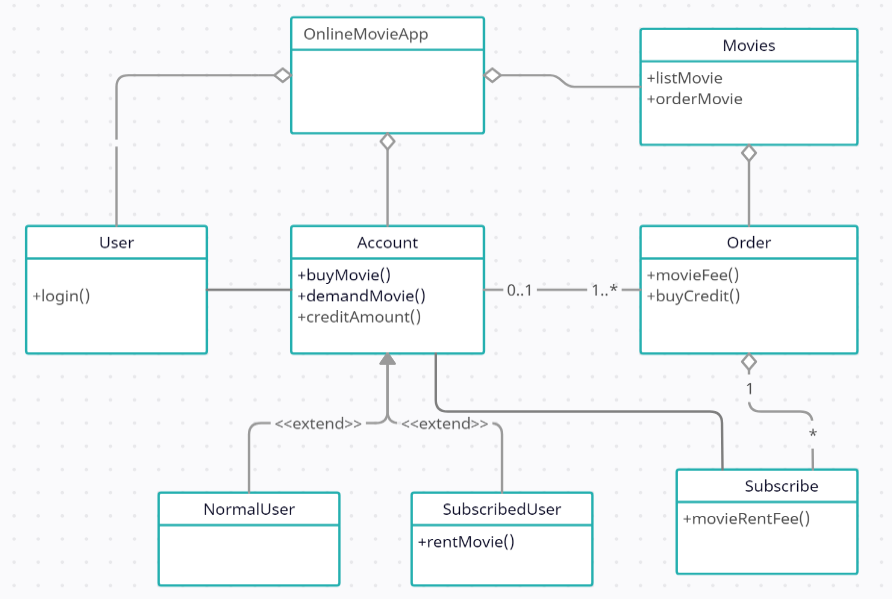 OnlineMovieApp
Movies
+listMovie
+orderMovie
User
+login()
Account
+buyMovie()
+demandMovie()
+creditAmount()
0..1
1..*
Order
+movieFee()
+buyCredit()
1
*
<<extend>>
<<extend>>
NormalUser
SubscribedUser
+rentMovie()
Subscribe
+movieRentFee()